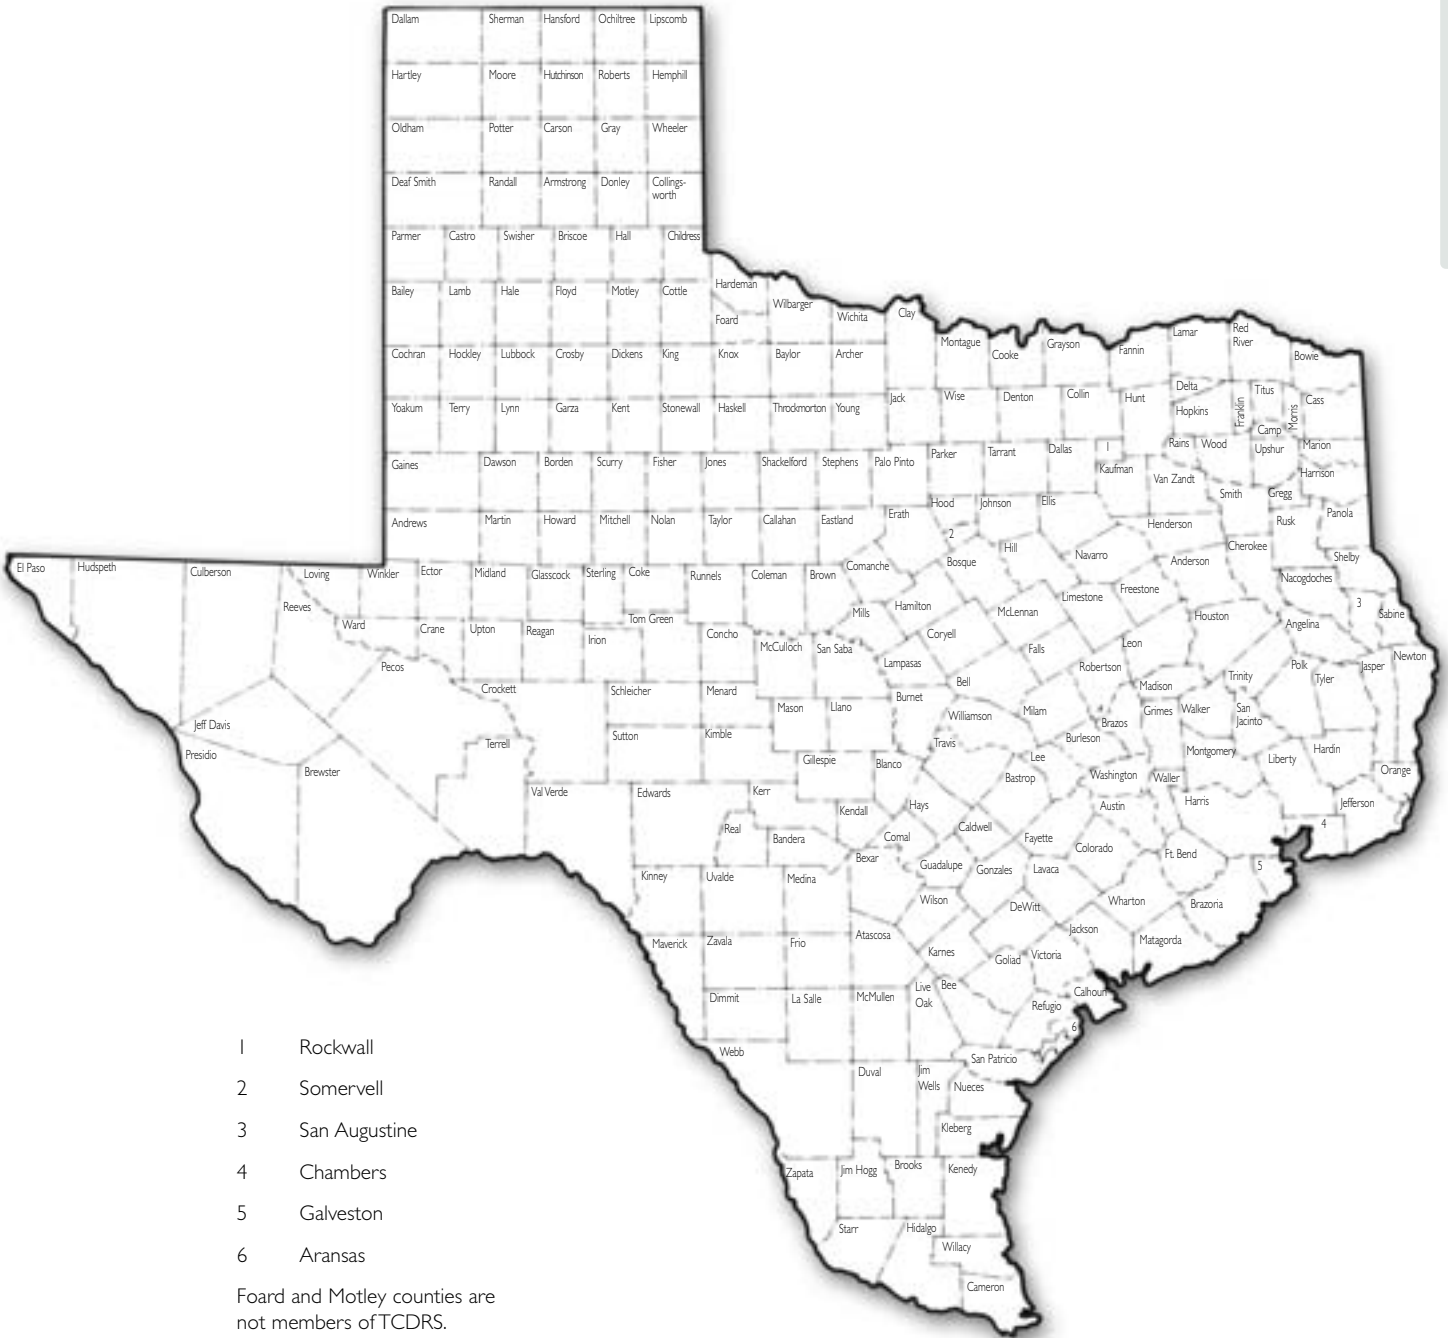 Dallam Sherman Hansford Ochiltree Lipscomb
Hartley Moore Hutchinson Roberts Hemphill
Oldham Potter Carson Gray Wheeler
Deaf Smith Randall Armstrong Donley Collings-
worth
Parmer Castro Swisher Briscoe Hall Childress
Bailey Lamb Hale Floyd Motley Cottle Hardeman
Foard Wilbarger Wichita Clay
Montague Cooke Grayson Fannin Lamar Red
River Bowie
Cochran Hockley Lubbock Crosby Dickens King Knox Baylor Archer
Yoakum Terry Lynn Garza Kent Stonewall Haskell Throckmorton Young Jack Wise Denton Collin Hunt Delta Hopkins Franklin Titus Camp Morris Cass
Gaines Dawson Borden Scurry Fisher Jones Shackelford Stephens Palo Pinto Parker Tarrant Dallas 1 Kaufman Rains Wood Van Zandt Upshur Marion Harrison
Andrews Martin Howard Mitchell Nolan Taylor Callahan Eastland Erath Hood 2 Johnson Ellis Henderson Smith Gregg Rusk Panola
El Paso Hudspeth Culberson Loving Winkler Ector Midland Glasscock Sterling Coke Runnels Coleman Brown Comanche Bosque Hill Navarro Anderson Cherokee Shelby
Reeves Ward Crane Upton Reagan Irion Tom Green Concho McCulloch San Saba Mills Hamilton Coryell McLennan Limestone Freestone Houston Nacogdoches 3 Sabine
Pecos Crockett Schleicher Menard Lampasas Bell Falls Robertson Leon Madison Trinity Angelina Polk Tyler Jasper Newton
Jeff Davis Mason Llano Burnet Williamson Milam Brazos Grimes Walker San
Jacinto
Presidio Brewster Terrell Sutton Kimble Gillespie Blanco Travis Lee Burleson Montgomery Liberty Hardin Orange
Val Verde Edwards Kerr Kendall Hays Bastrop Washington Waller Austin Harris Jefferson 4
Real Bandera Comal Caldwell Fayette Colorado Ft. Bend
Kinney Uvalde Medina Bexar Guadalupe Gonzales Lavaca 5
Wilson DeWitt Wharton Brazoria
Maverick Zavala Frio Atascosa Karnes Goliad Victoria Jackson Matagorda
Dimmit La Salle McMullen Live
Oak Bee Refugio Calhoun
6
Webb Duval Jim
Wells San Patricio
Nueces
Kleberg
Zapata Jim Hogg Brooks Kenedy
Starr Hidalgo
Willacy
Cameron
1 Rockwall
2 Somervell
3 San Augustine
4 Chambers
5 Galveston
6 Aransas
Foard and Motley counties are
not members of TCDRS.